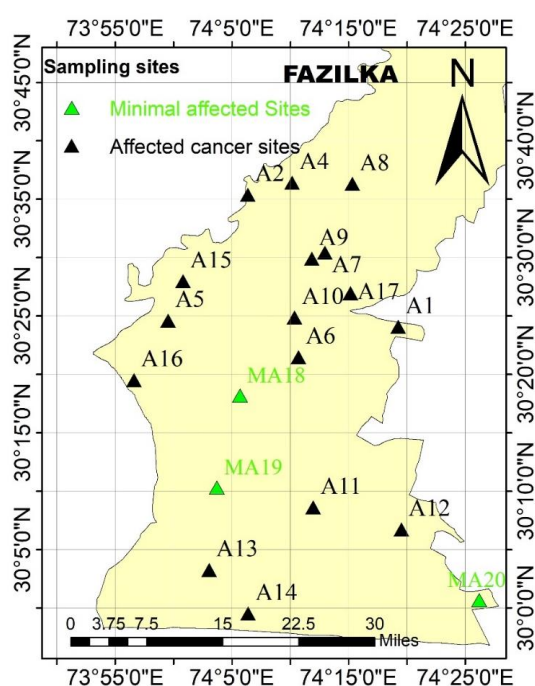 73°55'0"E 74°5'0"E 74°15'0"E 74°25'0"E
Sampling sites
FAZILKA
N
Minimal affected Sites
Affected cancer sites
30°45'0"N
30°40'0"N
30°35'0"N
30°30'0"N
30°25'0"N
30°20'0"N
30°15'0"N
30°10'0"N
30°5'0"N
30°0'0"N
A2
A4
A8
A9
A7
A15
A5
A10
A17
A1
A6
A16
MA18
MA19
A11
A12
A13
MA20
A14
0 3.75 7.5 15 22.5 30
Miles
73°55'0"E 74°5'0"E 74°15'0"E 74°25'0"E